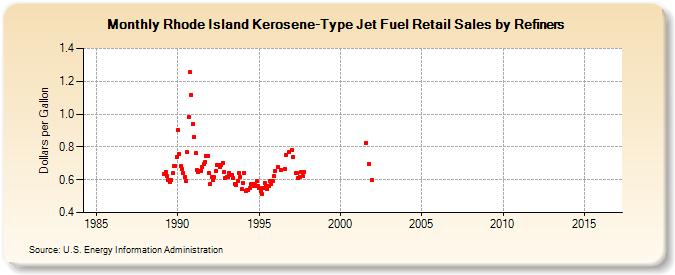 Monthly Rhode Island Kerosene-Type Jet Fuel Retail Sales by Refiners
Dollars per Gallon
1.4
1.2
1.0
0.8
0.6
0.4
1985 1990 1995 2000 2005 2010 2015
Source: U.S. Energy Information Administration